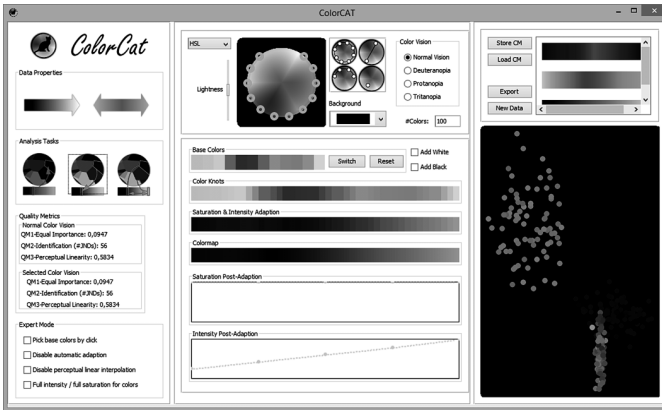 ColorCAT
ColorCat
Data Properties
Analysis Tasks
Quality Metrics
Normal Color Vision
QM1-Equal Importance: 0,0947
QM2-Identification (#JNDs): 56
QM3-Perceptual Linearity: 0,5834
Selected Color Vision
QM1-Equal Importance: 0,0947
QM2-Identification (#JNDs): 56
QM3-Perceptual Linearity: 0,5834
Expert Mode
Pick base colors by click
Disable automatic adaption
Disable perceptual linear interpolation
Full intensity / full saturation for colors
HSL
Lightness
Background
Color Vision
Normal Vision
Deuteranopia
Protanopia
Tritanopia
#Colors: 100
Base Colors
Switch
Reset
Add White
Add Black
Color Knots
Saturation & Intensity Adaption
Colormap
Saturation Post-Adaption
Intensity Post-Adaption
Store CM
Load CM
Export
New Data